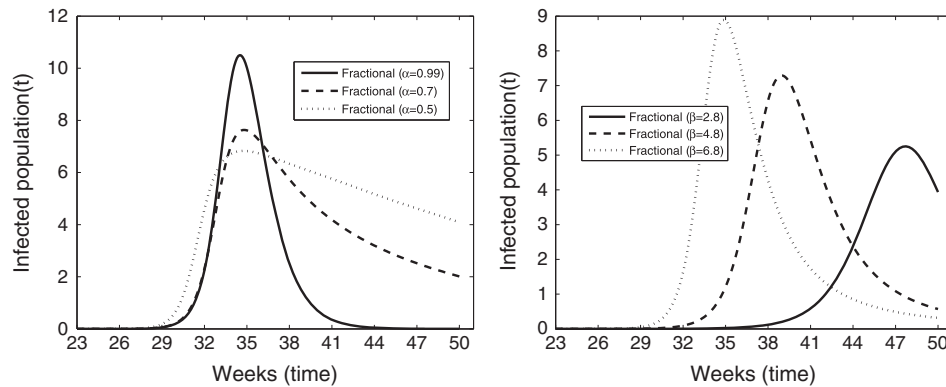 12
10
8
6
4
2
0
Infected population(t)
Fractional (α=0.99)
Fractional (α=0.7)
Fractional (α=0.5)
23 26 29 32 35 38 41 44 47 50
Weeks (time)
9
8
7
6
5
4
3
2
1
0
Infected population(t)
Fractional (β=2.8)
Fractional (β=4.8)
Fractional (β=6.8)
23 26 29 32 35 39 41 44 47 50
Weeks (time)